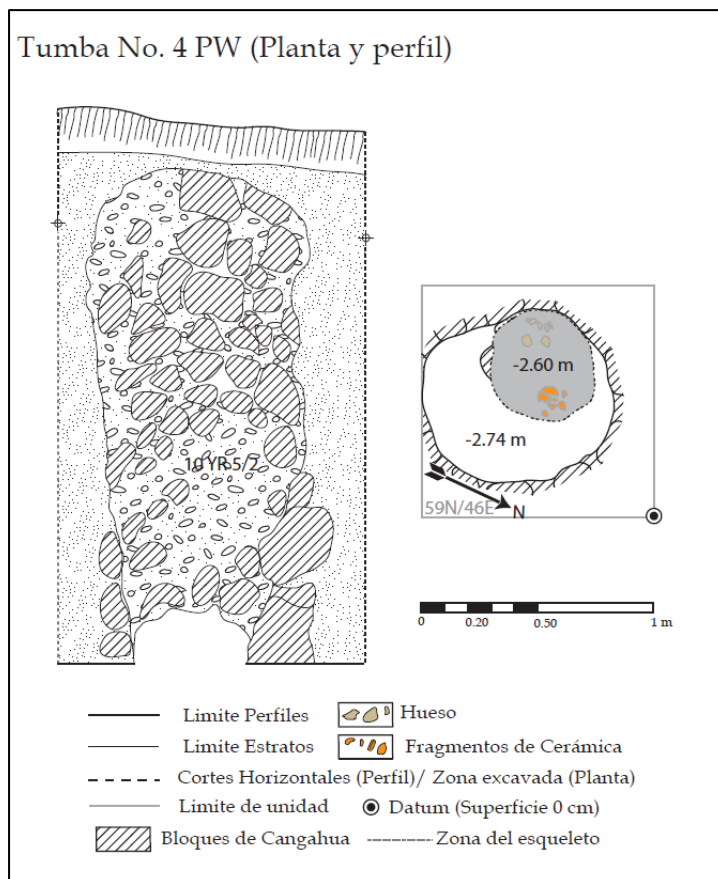 Tumba No. 4 PW (Planta y perfil)
10 YR 5/2
-2.60 m
-2.74 m
59N/46E
N
0 0.20 0.50 1 m
Limite Perfiles
Hueso
Limite Estratos
Fragmentos de Cerámica
Cortes Horizontales (Perfil)/ Zona excavada (Planta)
Limite de unidad
Datum (Superficie 0 cm)
Bloques de Cangahua
Zona del esqueleto